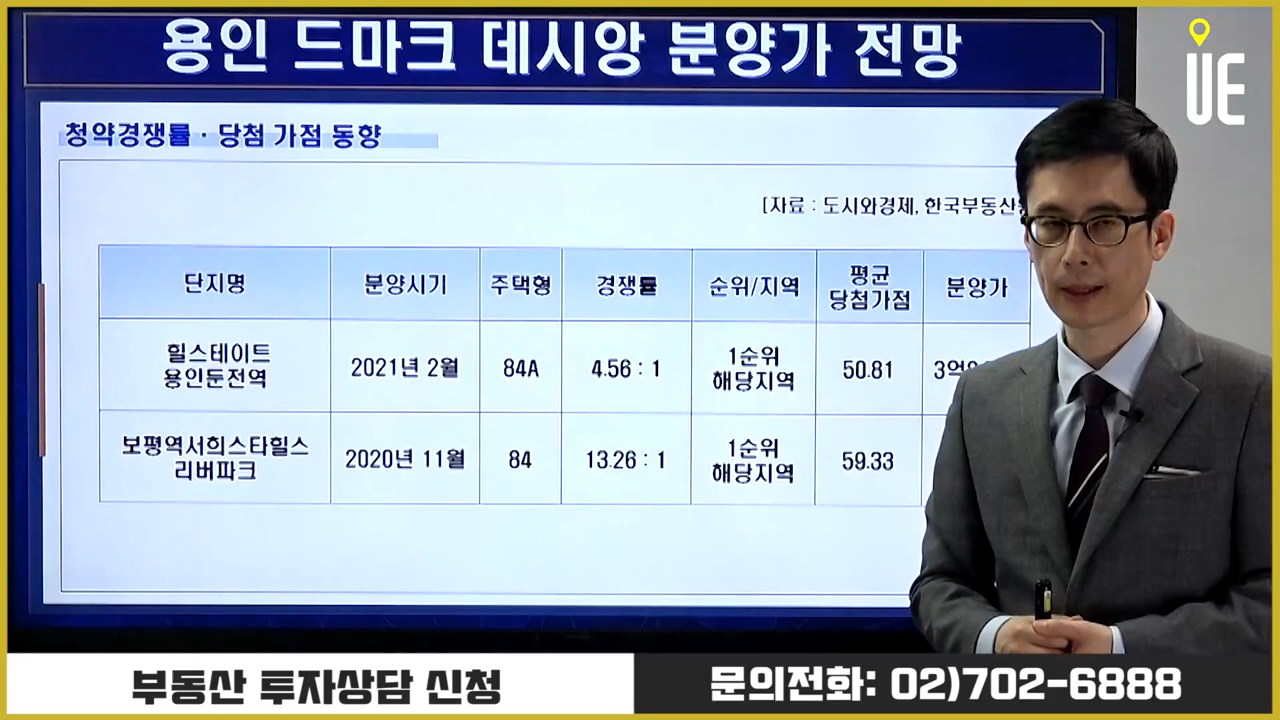 용인 드마크 데시앙 분양가 전망
UE
청약경쟁률 · 당첨 가점 동향
[자료 : 도시와경제, 한국부동산
단지명 분양시기 주택형 경쟁률 순위/지역 평균 당첨가점 분양가
힐스테이트 용인둔전역 2021년 2월 84A 4.56 : 1 1순위 해당지역 50.81 3억
보평역서희스타힐스 리버파크 2020년 11월 84 13.26 : 1 1순위 해당지역 59.33
부동산 투자상담 신청
문의전화: 02)702-6888